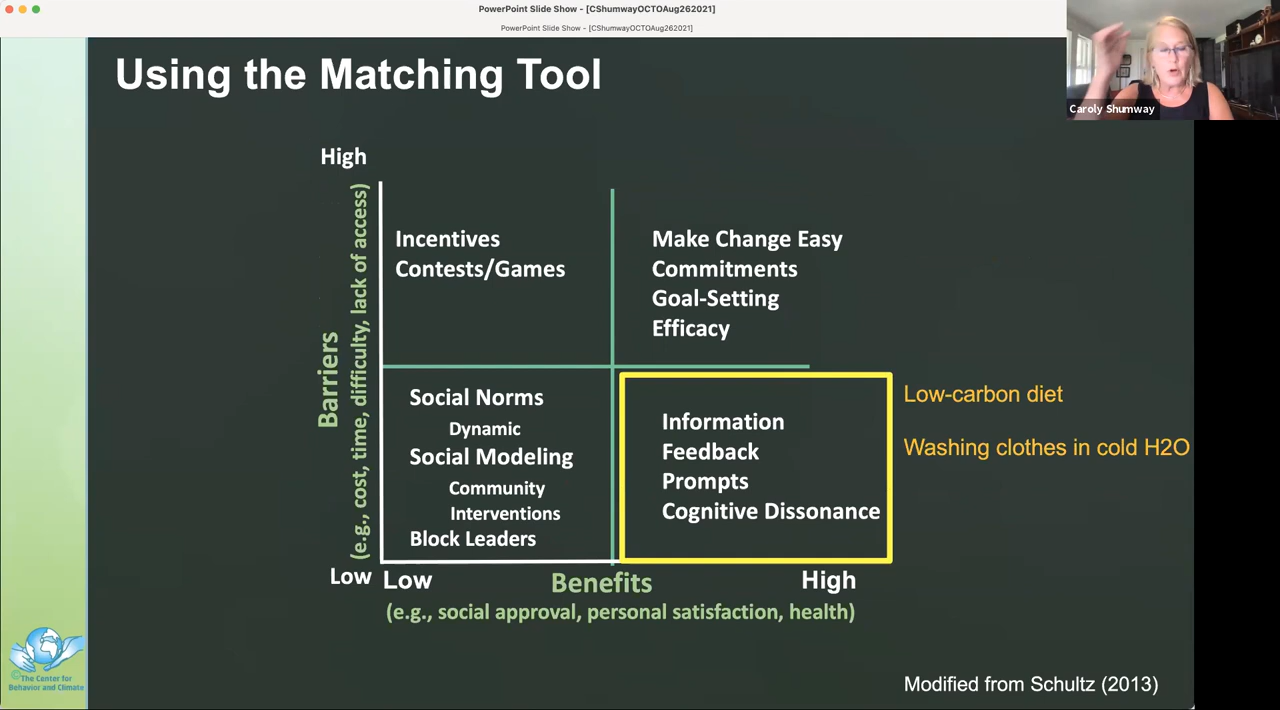 PowerPoint Slide Show - [CShumwayOCTOAug262021]
PowerPoint Slide Show - [CShumwayOCTOAug262021]
Caroly Shumway
Using the Matching Tool
High
Barriers
(e.g., cost, time, difficulty, lack of access)
Incentives
Contests/Games
Make Change Easy
Commitments
Goal-Setting
Efficacy
Social Norms
Dynamic
Social Modeling
Community
Interventions
Block Leaders
Information
Feedback
Prompts
Cognitive Dissonance
Low-carbon diet
Washing clothes in cold H2O
Low
Low
Benefits
High
(e.g., social approval, personal satisfaction, health)
The Center for
Behavior and Climate
Modified from Schultz (2013)